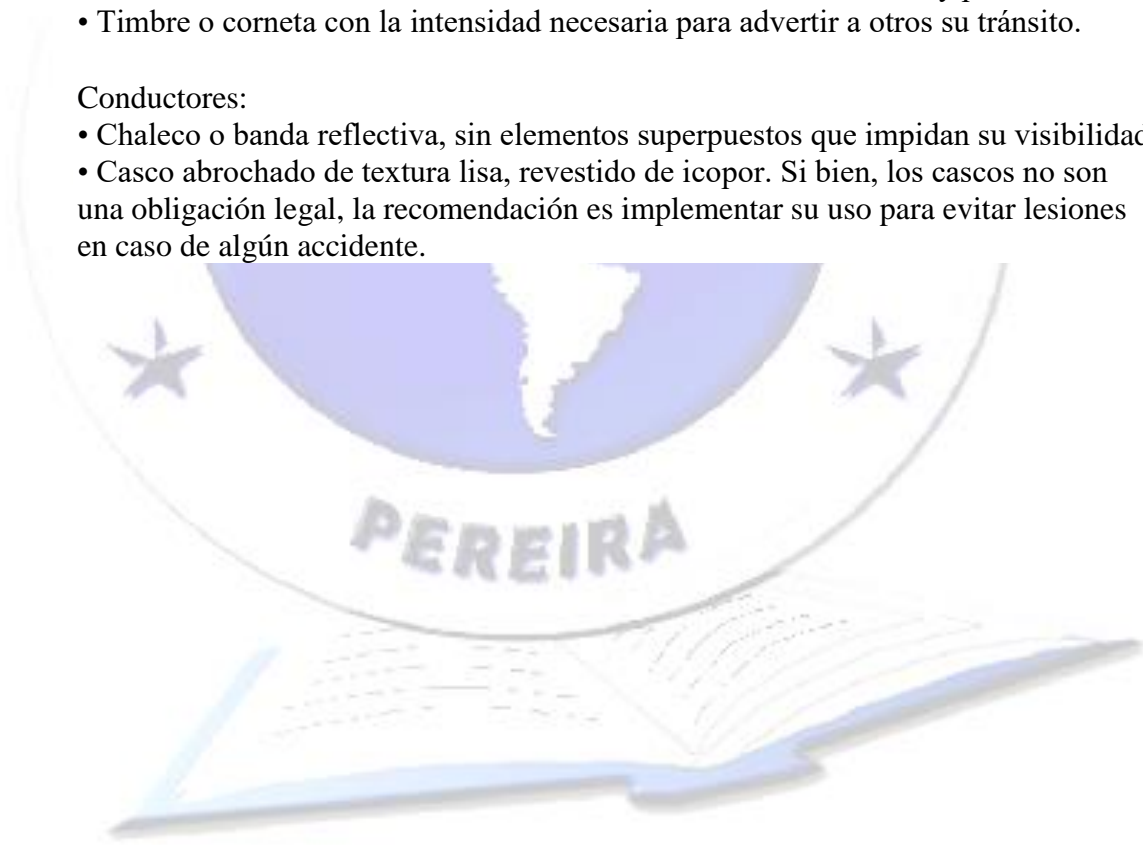 • Timbre o corneta con la intensidad necesaria para advertir a otros su tránsito.
Conductores:
• Chaleco o banda reflectiva, sin elementos superpuestos que impidan su visibilidad
• Casco abrochado de textura lisa, revestido de icopor. Si bien, los cascos no son
una obligación legal, la recomendación es implementar su uso para evitar lesiones
en caso de algún accidente.
PEREIRA